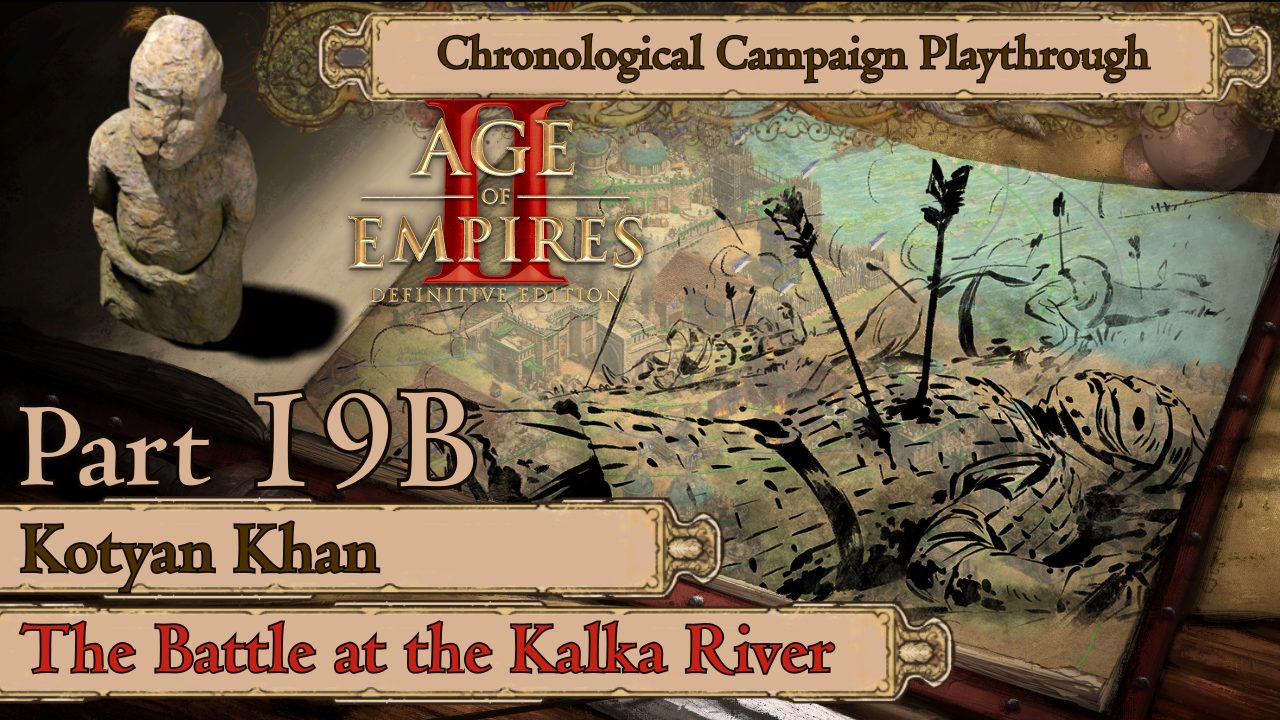 Chronological Campaign Playthrough
II
AGE
OF
EMPIRES
DEFINITIVE EDITION
Part 19B
Kotyan Khan
The Battle at the Kalka River